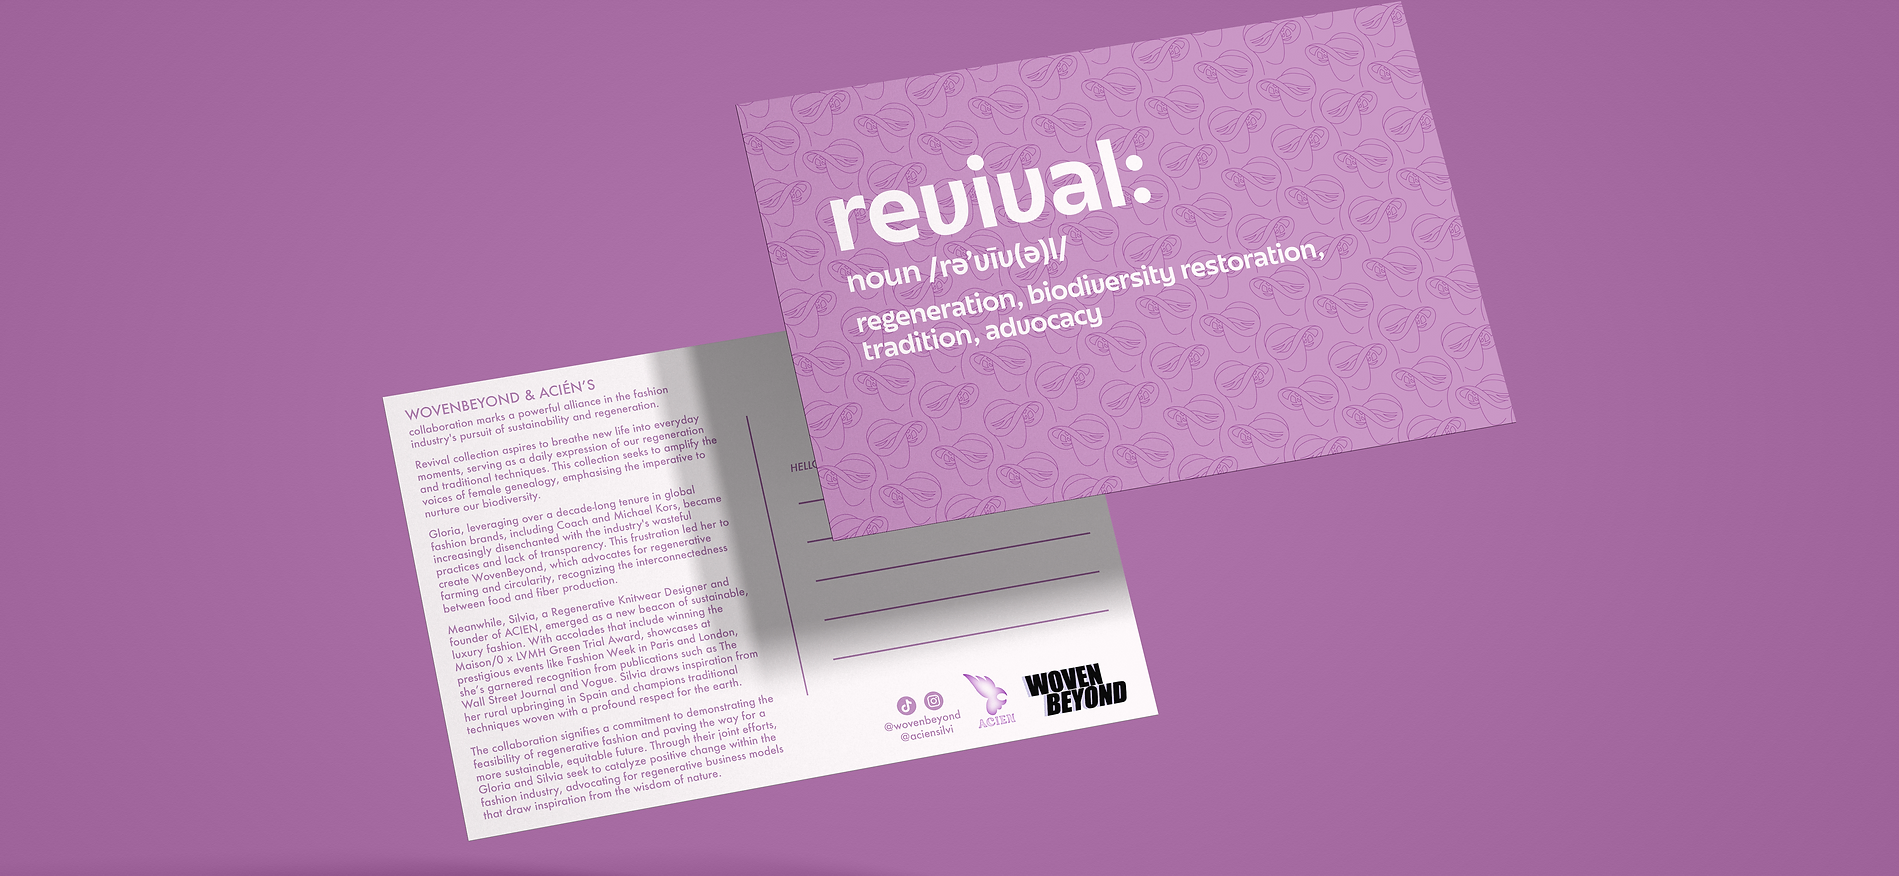 revival:
noun /rə'vīv(ə)l/
regeneration, biodiversity restoration,
tradition, advocacy
WOVENBEYOND & ACIÉN'S
collaboration marks a powerful alliance in the fashion
industry's pursuit of sustainability and regeneration.
Revival collection aspires to breathe new life into everyday
moments, serving as a daily expression of our regeneration
and traditional techniques. This collection seeks to amplify the
voices of female genealogy, emphasising the imperative to
nurture our biodiversity.
Gloria, leveraging over a decade-long tenure in global
fashion brands, including Coach and Michael Kors, became
increasingly disenchanted with the industry's wasteful
practices and lack of transparency. This frustration led her to
create WovenBeyond, which advocates for regenerative
farming and circularity, recognizing the interconnectedness
between food and fiber production.
Meanwhile, Silvia, a Regenerative Knitwear Designer and
founder of ACIEN, emerged as a new beacon of sustainable,
luxury fashion. With accolades that include winning the
Maison/0 x LVMH Green Trial Award, showcases at
prestigious events like Fashion Week in Paris and London,
she's garnered recognition from publications such as The
Wall Street Journal and Vogue. Silvia draws inspiration from
her rural upbringing in Spain and champions traditional
techniques woven with a profound respect for the earth.
The collaboration signifies a commitment to demonstrating the
feasibility of regenerative fashion and paving the way for a
more sustainable, equitable future. Through their joint efforts,
Gloria and Silvia seek to catalyze positive change within the
fashion industry, advocating for regenerative business models
that draw inspiration from the wisdom of nature.
HELLO
@wovenbeyond
@aciensilvi
ACIEN
WOVEN
BEYOND